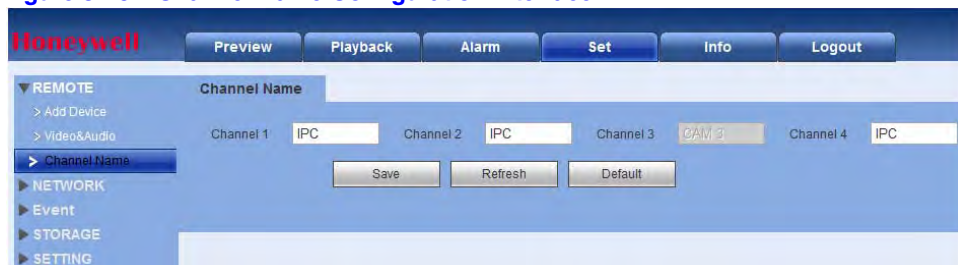 Honeywell
Preview Playback Alarm Set Info Logout
REMOTE
Channel Name
> Add Device
> Video&Audio
Channel 1 IPC Channel 2 IPC Channel 3 CAM 3 Channel 4 IPC
> Channel Name
Save Refresh Default
NETWORK
Event
STORAGE
SETTING